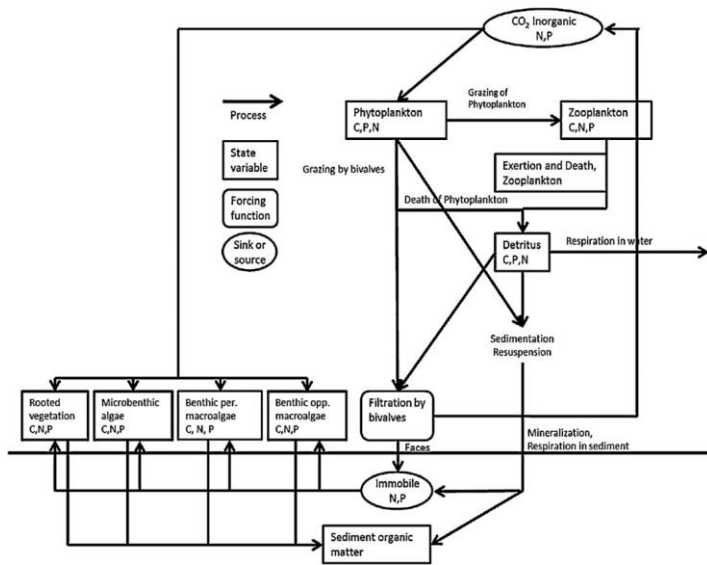 CO₂ Inorganic
N,P
Process
State
variable
Forcing
function
Sink or
source
Phytoplankton
C,P,N
Grazing of
Phytoplankton
Zooplankton
C,N,P
Grazing by bivalves
Exertion and Death,
Zooplankton
Death of Phytoplankton
Detritus
C,P,N
Respiration in water
Sedimentation
Resuspension
Rooted
vegetation
C,N,P
Microbenthic
algae
C,N,P
Benthic per.
macroalgae
C, N, P
Benthic opp.
macroalgae
C,N,P
Filtration by
bivalves
Faces
Mineralization,
Respiration in sediment
Immobile
N,P
Sediment organic
matter